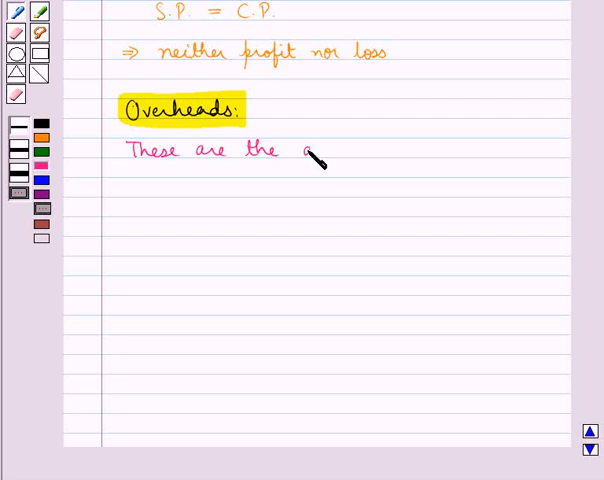 S.P. = C.P.
⇒ neither profit nor loss
Overheads:
These are the a